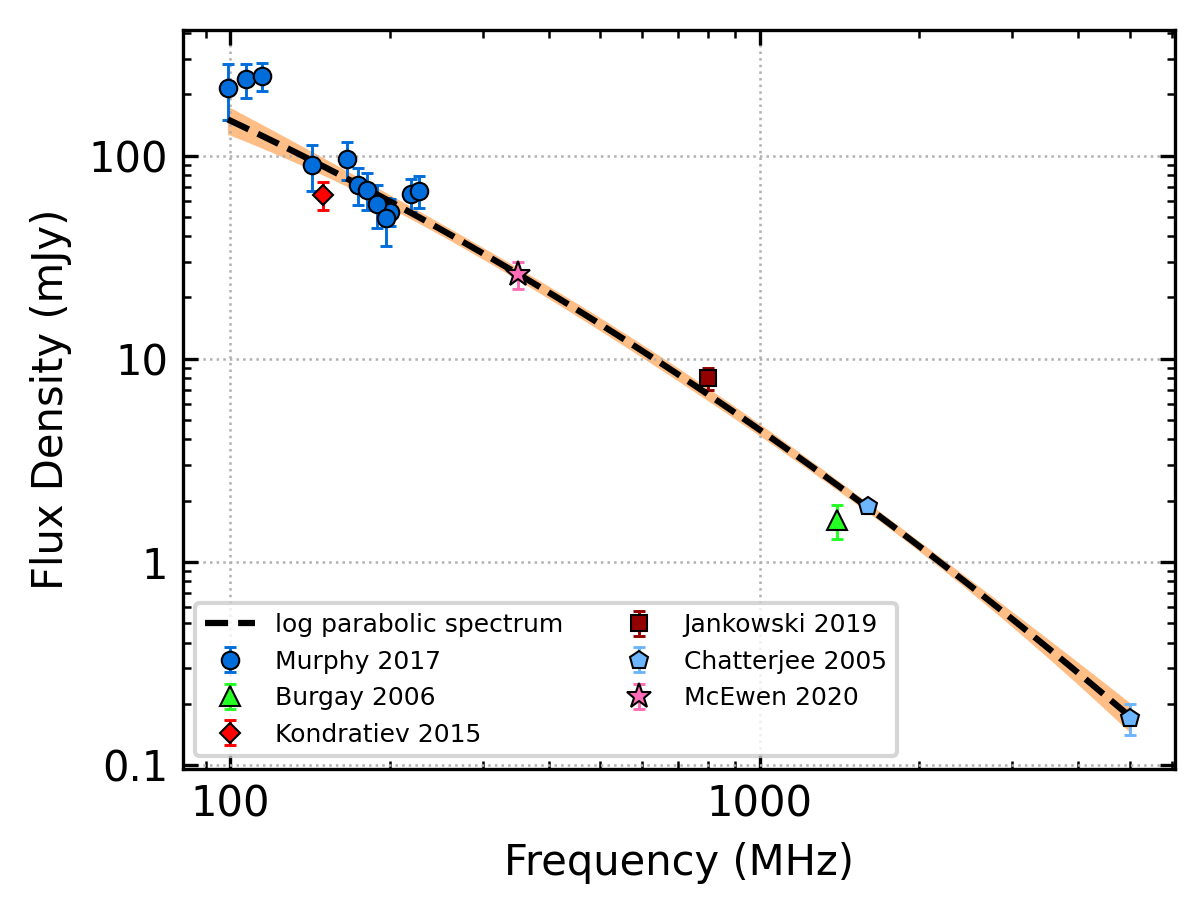 Flux Density (mJy)
100
10
1
0.1
log parabolic spectrum
Murphy 2017
Burgay 2006
Kondratiev 2015
Jankowski 2019
Chatterjee 2005
McEwen 2020
100
1000
Frequency (MHz)